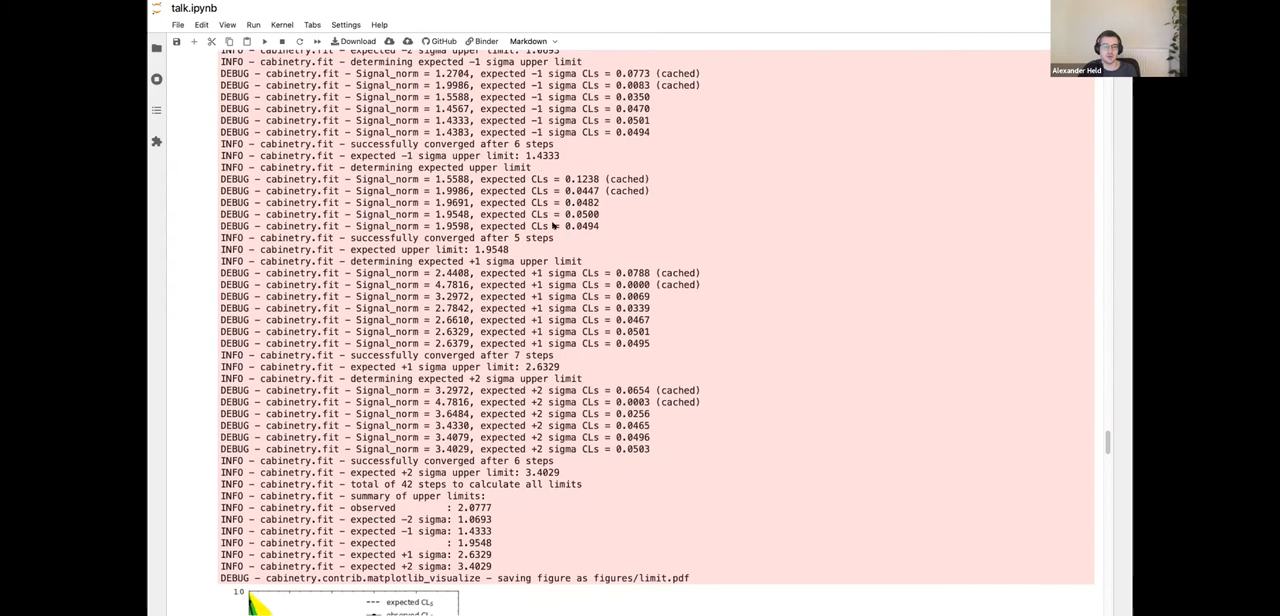 talk.ipynb
File Edit View Run Kernel Tabs Settings Help
Download GitHub Binder Markdown
Alexander Held
INFO - cabinetry.fit - expected -2 sigma upper limit: 1.0693
INFO - cabinetry.fit - determining expected -1 sigma upper limit
DEBUG - cabinetry.fit - Signal_norm = 1.2704, expected -1 sigma CLs = 0.0773 (cached)
DEBUG - cabinetry.fit - Signal_norm = 1.9986, expected -1 sigma CLs = 0.0083 (cached)
DEBUG - cabinetry.fit - Signal_norm = 1.5588, expected -1 sigma CLs = 0.0350
DEBUG - cabinetry.fit - Signal_norm = 1.4567, expected -1 sigma CLs = 0.0470
DEBUG - cabinetry.fit - Signal_norm = 1.4333, expected -1 sigma CLs = 0.0501
DEBUG - cabinetry.fit - Signal_norm = 1.4383, expected -1 sigma CLs = 0.0494
INFO - cabinetry.fit - successfully converged after 6 steps
INFO - cabinetry.fit - expected -1 sigma upper limit: 1.4333
INFO - cabinetry.fit - determining expected upper limit
DEBUG - cabinetry.fit - Signal_norm = 1.5588, expected CLs = 0.1238 (cached)
DEBUG - cabinetry.fit - Signal_norm = 1.9986, expected CLs = 0.0447 (cached)
DEBUG - cabinetry.fit - Signal_norm = 1.9691, expected CLs = 0.0482
DEBUG - cabinetry.fit - Signal_norm = 1.9548, expected CLs = 0.0500
DEBUG - cabinetry.fit - Signal_norm = 1.9598, expected CLs = 0.0494
INFO - cabinetry.fit - successfully converged after 5 steps
INFO - cabinetry.fit - expected upper limit: 1.9548
INFO - cabinetry.fit - determining expected +1 sigma upper limit
DEBUG - cabinetry.fit - Signal_norm = 2.4408, expected +1 sigma CLs = 0.0788 (cached)
DEBUG - cabinetry.fit - Signal_norm = 4.7816, expected +1 sigma CLs = 0.0000 (cached)
DEBUG - cabinetry.fit - Signal_norm = 3.2972, expected +1 sigma CLs = 0.0069
DEBUG - cabinetry.fit - Signal_norm = 2.7842, expected +1 sigma CLs = 0.0339
DEBUG - cabinetry.fit - Signal_norm = 2.6610, expected +1 sigma CLs = 0.0467
DEBUG - cabinetry.fit - Signal_norm = 2.6329, expected +1 sigma CLs = 0.0501
DEBUG - cabinetry.fit - Signal_norm = 2.6379, expected +1 sigma CLs = 0.0495
INFO - cabinetry.fit - successfully converged after 7 steps
INFO - cabinetry.fit - expected +1 sigma upper limit: 2.6329
INFO - cabinetry.fit - determining expected +2 sigma upper limit
DEBUG - cabinetry.fit - Signal_norm = 3.2972, expected +2 sigma CLs = 0.0654 (cached)
DEBUG - cabinetry.fit - Signal_norm = 4.7816, expected +2 sigma CLs = 0.0003 (cached)
DEBUG - cabinetry.fit - Signal_norm = 3.6484, expected +2 sigma CLs = 0.0256
DEBUG - cabinetry.fit - Signal_norm = 3.4330, expected +2 sigma CLs = 0.0465
DEBUG - cabinetry.fit - Signal_norm = 3.4079, expected +2 sigma CLs = 0.0496
DEBUG - cabinetry.fit - Signal_norm = 3.4029, expected +2 sigma CLs = 0.0503
INFO - cabinetry.fit - successfully converged after 6 steps
INFO - cabinetry.fit - expected +2 sigma upper limit: 3.4029
INFO - cabinetry.fit - total of 42 steps to calculate all limits
INFO - cabinetry.fit - summary of upper limits:
INFO - cabinetry.fit - observed : 2.0777
INFO - cabinetry.fit - expected -2 sigma: 1.0693
INFO - cabinetry.fit - expected -1 sigma: 1.4333
INFO - cabinetry.fit - expected : 1.9548
INFO - cabinetry.fit - expected +1 sigma: 2.6329
INFO - cabinetry.fit - expected +2 sigma: 3.4029
DEBUG - cabinetry.contrib.matplotlib_visualize - saving figure as figures/limit.pdf
1.0
expected CLs